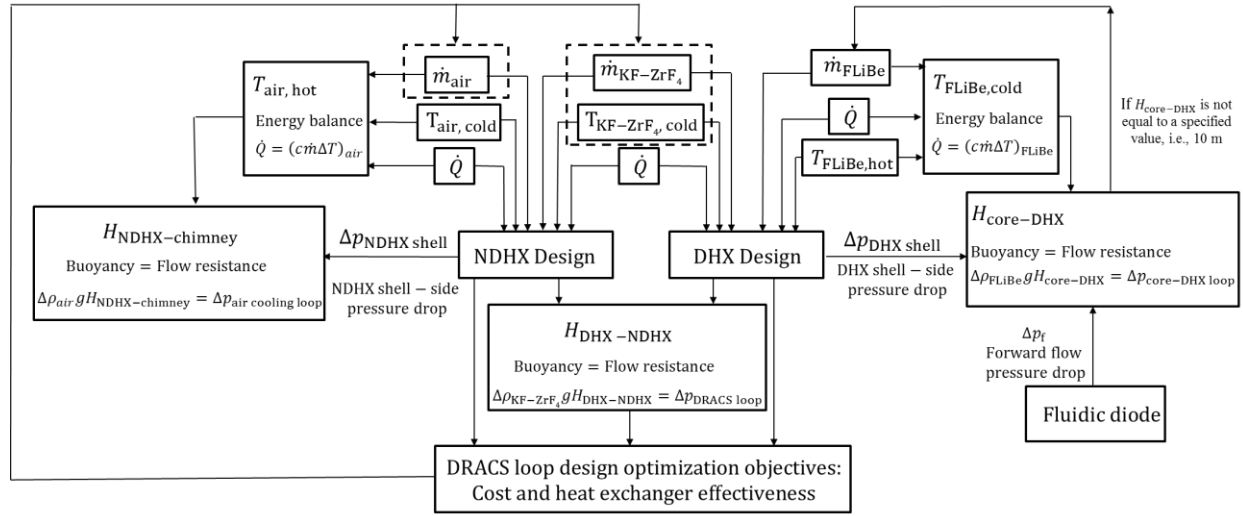 ṁ_air
ṁ_KF−ZrF₄
ṁ_FLiBe
T_air, hot
Energy balance
Q̇ = (cṁΔT)_air
T_air, cold
Q̇
T_KF−ZrF₄, cold
Q̇
Q̇
T_FLiBe,hot
T_FLiBe,cold
Energy balance
Q̇ = (cṁΔT)_FLiBe
If H_core−DHX is not
equal to a specified
value, i.e., 10 m
H_NDHX−chimney
Buoyancy = Flow resistance
Δρ_air gH_NDHX−chimney = Δp_air cooling loop
Δp_NDHX shell
NDHX shell − side
pressure drop
NDHX Design
DHX Design
Δp_DHX shell
DHX shell − side
pressure drop
H_core−DHX
Buoyancy = Flow resistance
Δρ_FLiBe gH_core−DHX = Δp_core−DHX loop
H_DHX −NDHX
Buoyancy = Flow resistance
Δρ_KF−ZrF₄ gH_DHX−NDHX = Δp_DRACS loop
Δp_f
Forward flow
pressure drop
Fluidic diode
DRACS loop design optimization objectives:
Cost and heat exchanger effectiveness